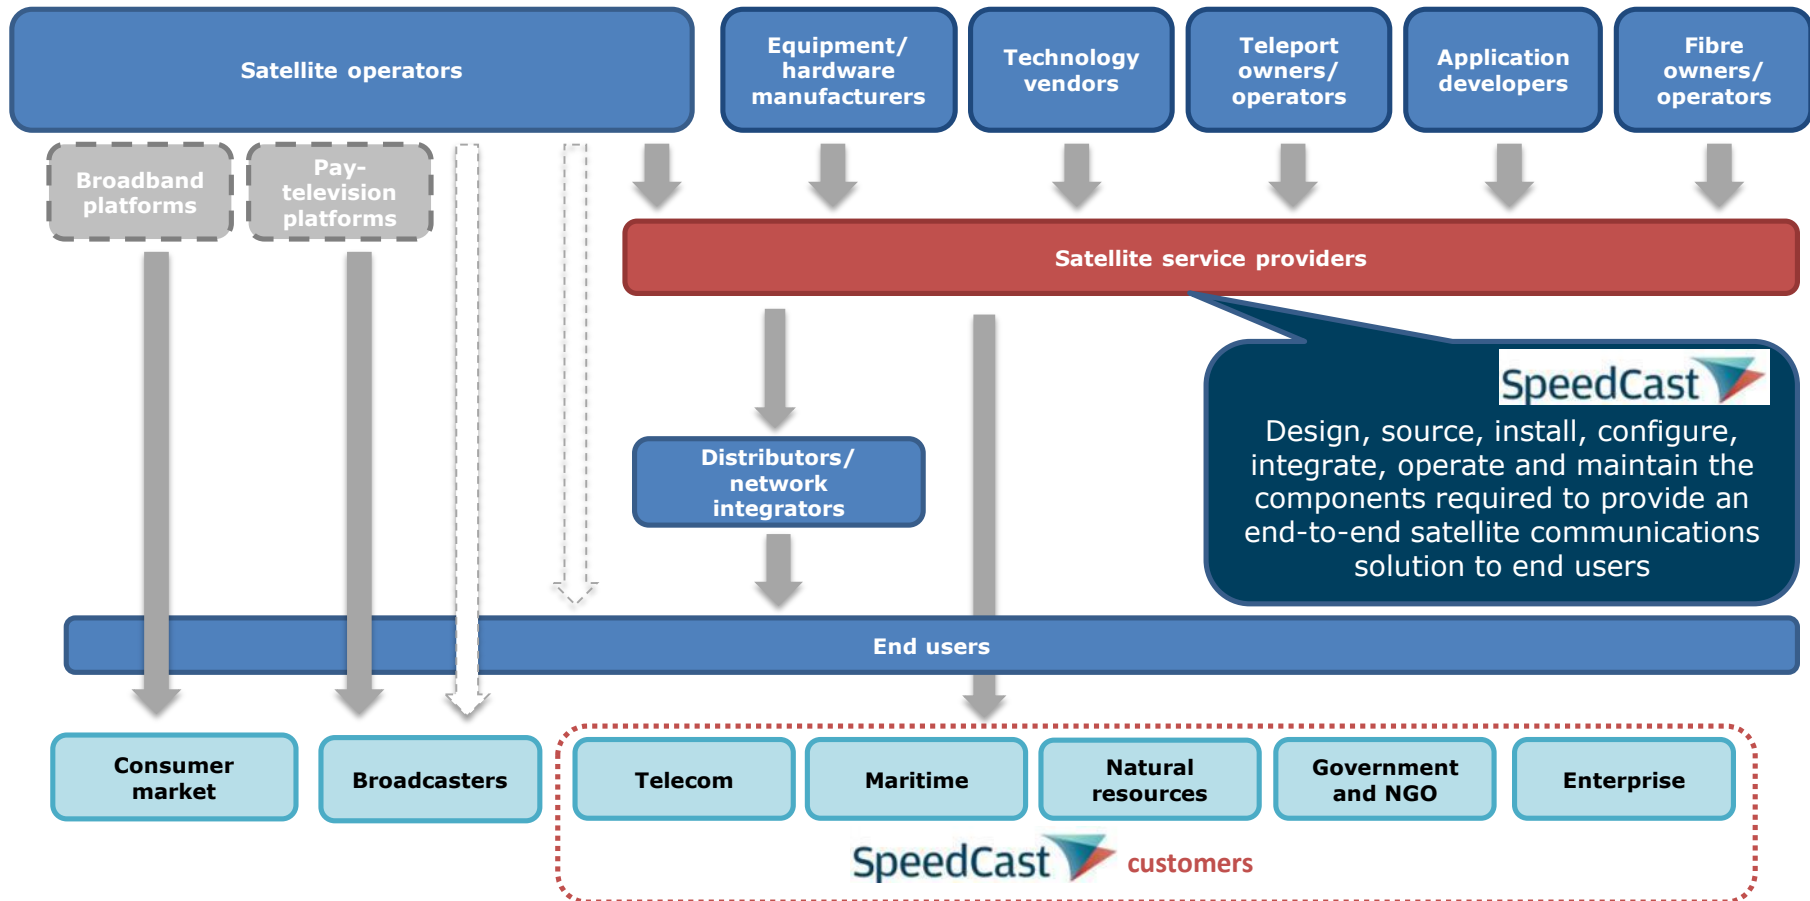 Satellite operators
Equipment/
hardware
manufacturers
Technology
vendors
Teleport
owners/
operators
Application
developers
Fibre
owners/
operators
Broadband
platforms
Pay-
television
platforms
Satellite service providers
SpeedCast
Design, source, install, configure,
integrate, operate and maintain the
components required to provide an
end-to-end satellite communications
solution to end users
Distributors/
network
integrators
End users
Consumer
market
Broadcasters
Telecom
Maritime
Natural
resources
Government
and NGO
Enterprise
SpeedCast customers